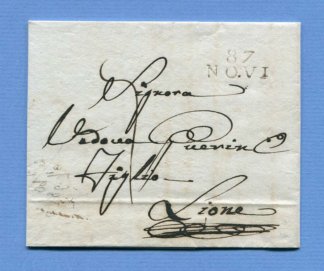 87
NOVI
Signora
Vedova Guerin &
Figlio
Lione